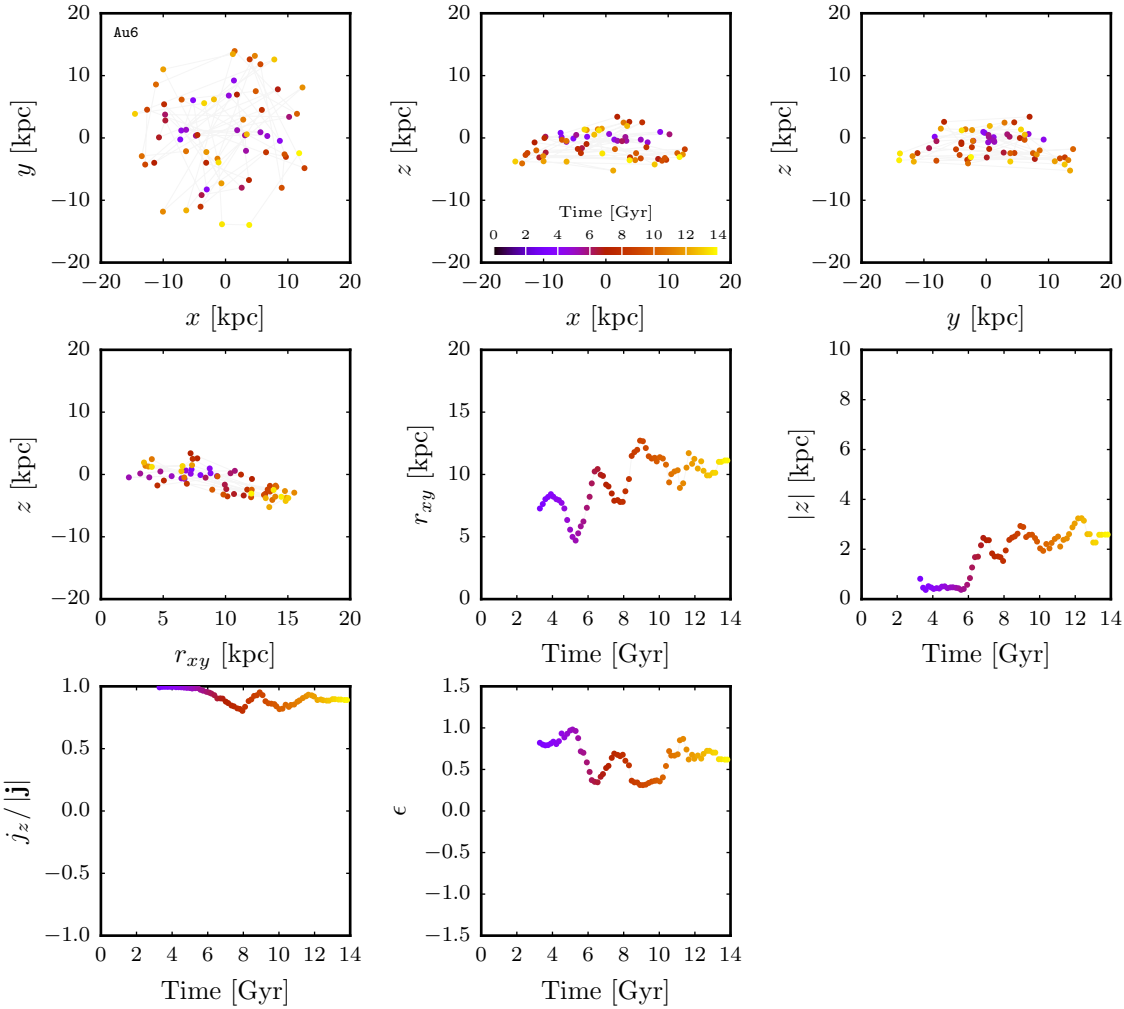 20
10
0
−10
−20
−20 −10 0 10 20
y [kpc]
x [kpc]
Au6
20
10
0
−10
−20
−20 −10 0 10 20
z [kpc]
x [kpc]
Time [Gyr]
0 2 4 6 8 10 12 14
20
10
0
−10
−20
−20 −10 0 10 20
z [kpc]
y [kpc]
20
10
0
−10
−20
0 5 10 15 20
z [kpc]
r_xy [kpc]
20
15
10
5
0
0 2 4 6 8 10 12 14
r_xy [kpc]
Time [Gyr]
10
8
6
4
2
0
0 2 4 6 8 10 12 14
|z| [kpc]
Time [Gyr]
1.0
0.5
0.0
−0.5
−1.0
0 2 4 6 8 10 12 14
j_z/|j|
Time [Gyr]
1.5
1.0
0.5
0.0
−0.5
−1.0
−1.5
0 2 4 6 8 10 12 14
ϵ
Time [Gyr]